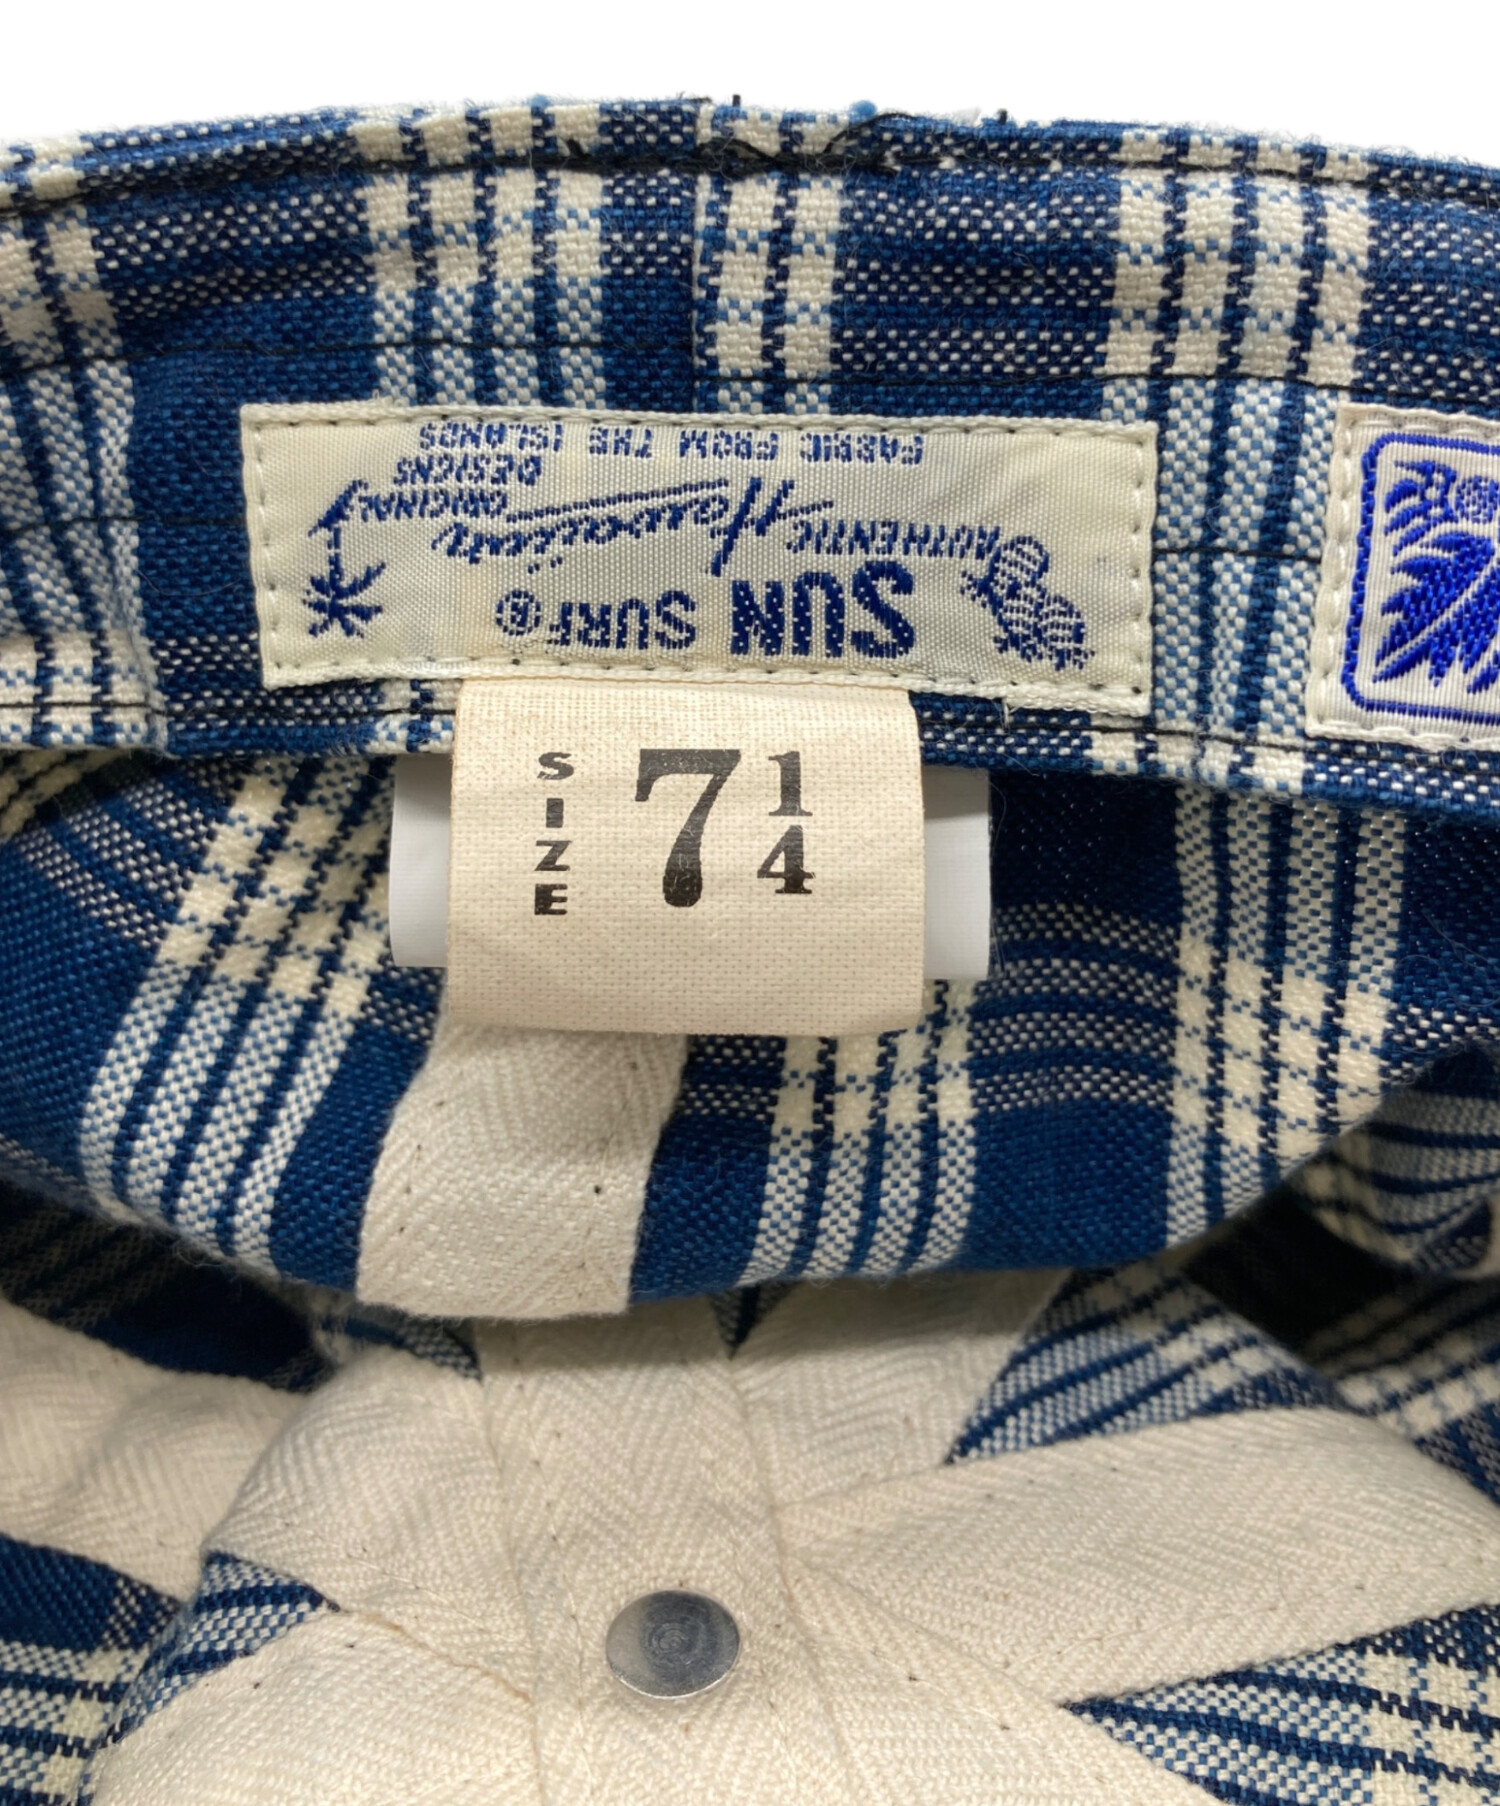 SUN SURF®
AUTHENTIC Hawaiian ORIGINAL
DESIGNS
FABRIC FROM THE ISLANDS
SIZE 7 1/4